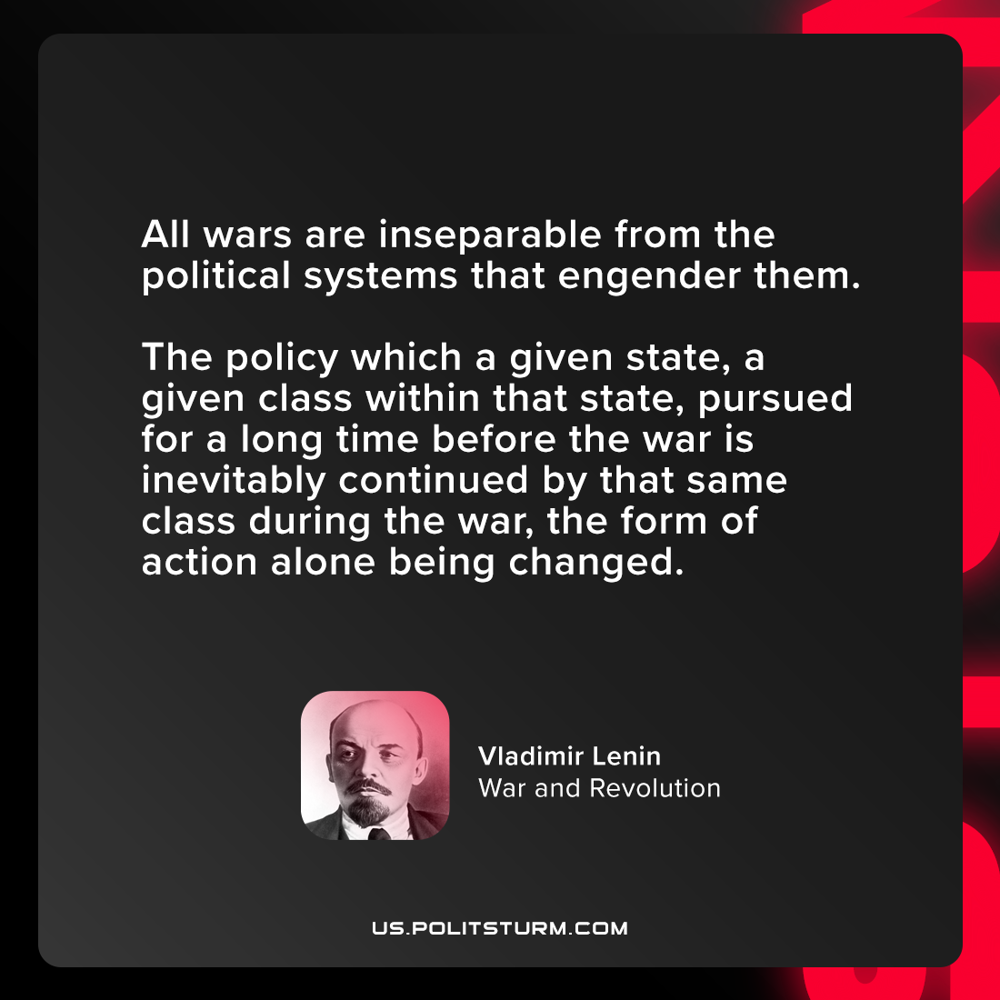 All wars are inseparable from the
political systems that engender them.
The policy which a given state, a
given class within that state, pursued
for a long time before the war is
inevitably continued by that same
class during the war, the form of
action alone being changed.
Vladimir Lenin
War and Revolution
US.POLITSTURM.COM